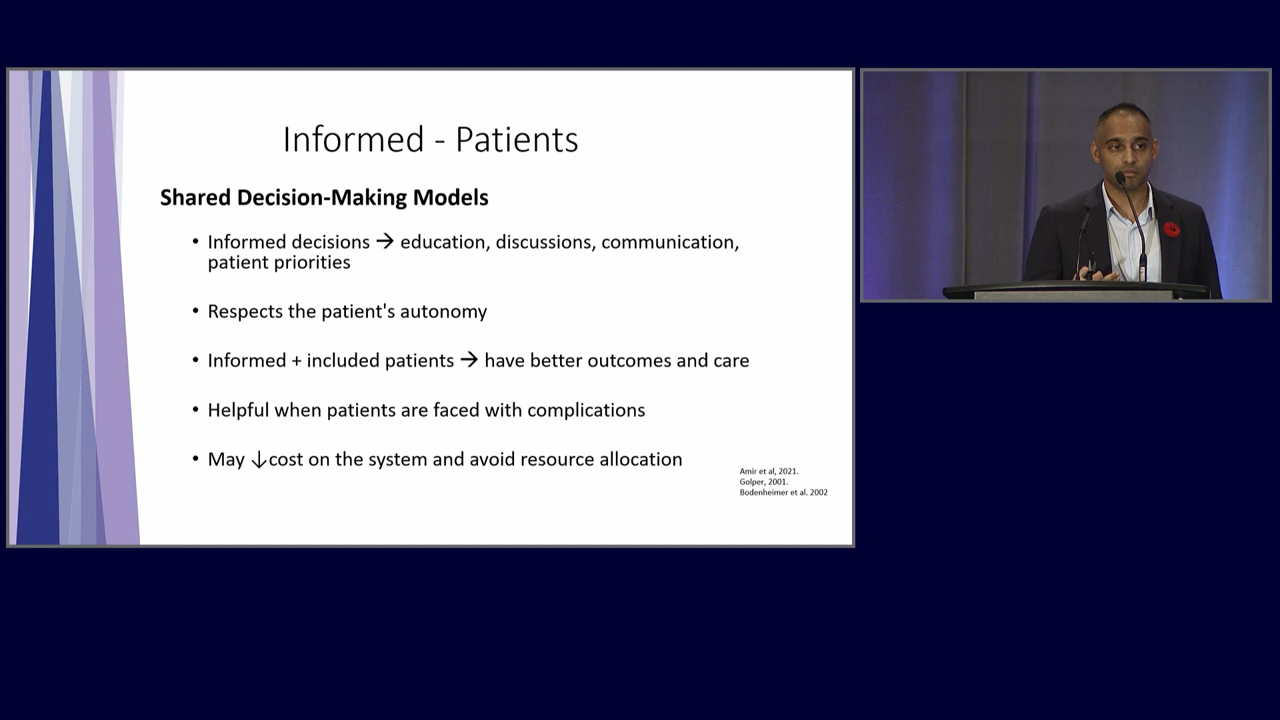 Informed - Patients
Shared Decision-Making Models
• Informed decisions → education, discussions, communication,
patient priorities
• Respects the patient's autonomy
• Informed + included patients → have better outcomes and care
• Helpful when patients are faced with complications
• May ↓cost on the system and avoid resource allocation
Amir et al, 2021.
Golper, 2001.
Bodenheimer et al. 2002